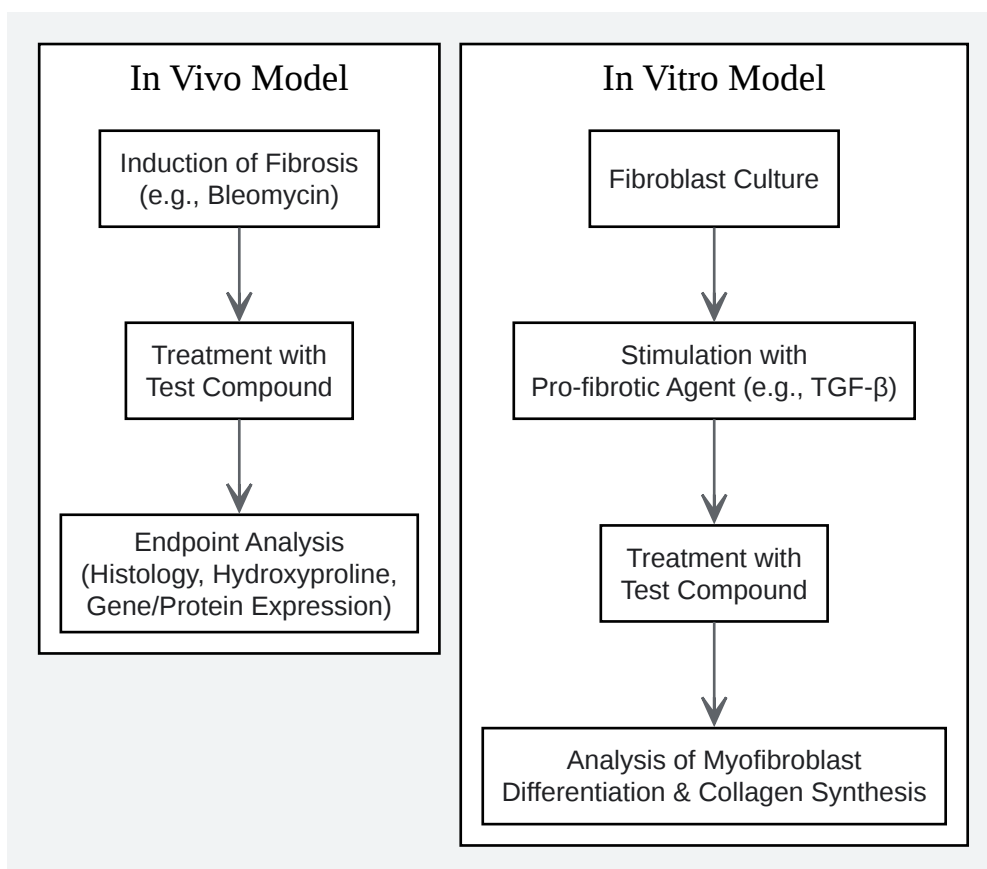 In Vivo Model
Induction of Fibrosis
(e.g., Bleomycin)
Treatment with
Test Compound
Endpoint Analysis
(Histology, Hydroxyproline,
Gene/Protein Expression)
In Vitro Model
Fibroblast Culture
Stimulation with
Pro-fibrotic Agent (e.g., TGF-β)
Treatment with
Test Compound
Analysis of Myofibroblast
Differentiation & Collagen Synthesis